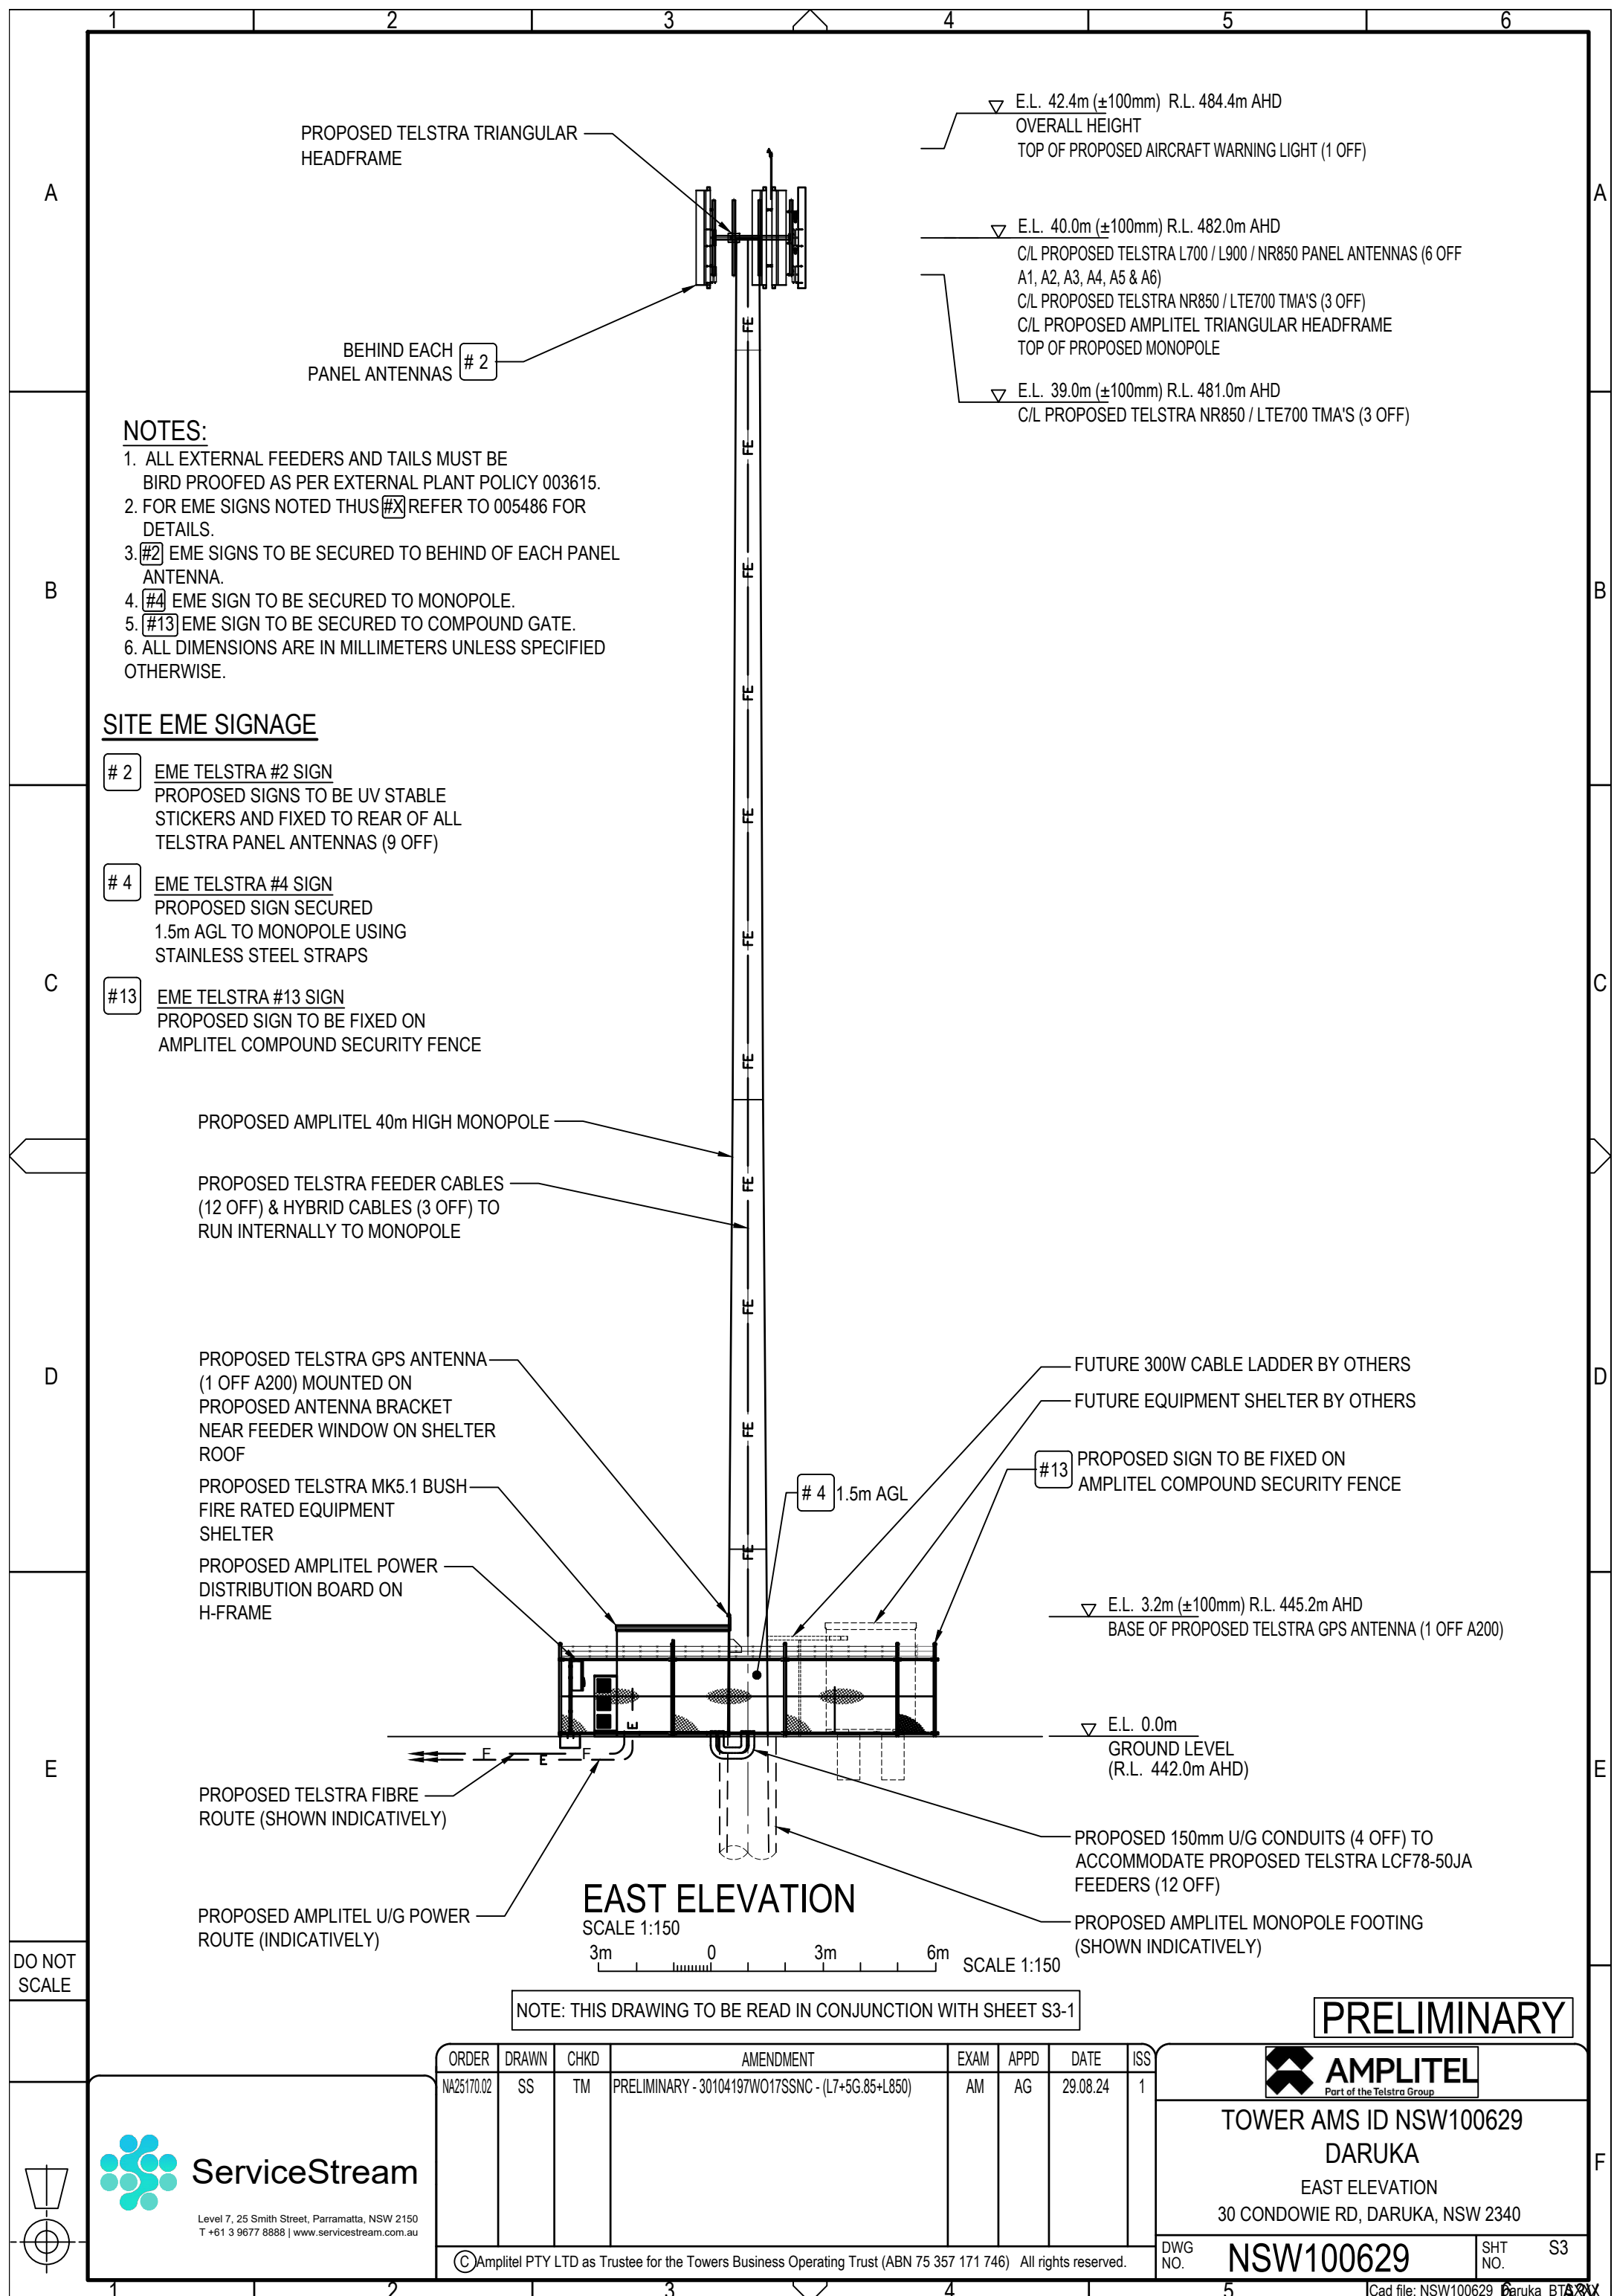 1 2 3 4 5 6
PROPOSED TELSTRA TRIANGULAR
HEADFRAME
E.L. 42.4m (±100mm) R.L. 484.4m AHD
OVERALL HEIGHT
TOP OF PROPOSED AIRCRAFT WARNING LIGHT (1 OFF)
A
A
E.L. 40.0m (±100mm) R.L. 482.0m AHD
C/L PROPOSED TELSTRA L700 / L900 / NR850 PANEL ANTENNAS (6 OFF
A1, A2, A3, A4, A5 & A6)
C/L PROPOSED TELSTRA NR850 / LTE700 TMA'S (3 OFF)
C/L PROPOSED AMPLITEL TRIANGULAR HEADFRAME
TOP OF PROPOSED MONOPOLE
BEHIND EACH
PANEL ANTENNAS
# 2
E.L. 39.0m (±100mm) R.L. 481.0m AHD
C/L PROPOSED TELSTRA NR850 / LTE700 TMA'S (3 OFF)
NOTES:
1. ALL EXTERNAL FEEDERS AND TAILS MUST BE
BIRD PROOFED AS PER EXTERNAL PLANT POLICY 003615.
2. FOR EME SIGNS NOTED THUS #X REFER TO 005486 FOR
DETAILS.
3. #2 EME SIGNS TO BE SECURED TO BEHIND OF EACH PANEL
ANTENNA.
4. #4 EME SIGN TO BE SECURED TO MONOPOLE.
5. #13 EME SIGN TO BE SECURED TO COMPOUND GATE.
6. ALL DIMENSIONS ARE IN MILLIMETERS UNLESS SPECIFIED
OTHERWISE.
B
B
SITE EME SIGNAGE
# 2 EME TELSTRA #2 SIGN
PROPOSED SIGNS TO BE UV STABLE
STICKERS AND FIXED TO REAR OF ALL
TELSTRA PANEL ANTENNAS (9 OFF)
# 4 EME TELSTRA #4 SIGN
PROPOSED SIGN SECURED
1.5m AGL TO MONOPOLE USING
STAINLESS STEEL STRAPS
#13 EME TELSTRA #13 SIGN
PROPOSED SIGN TO BE FIXED ON
AMPLITEL COMPOUND SECURITY FENCE
C
C
FE
FE
FE
FE
FE
FE
FE
FE
FE
FE
FE
PROPOSED AMPLITEL 40m HIGH MONOPOLE
PROPOSED TELSTRA FEEDER CABLES
(12 OFF) & HYBRID CABLES (3 OFF) TO
RUN INTERNALLY TO MONOPOLE
D
D
PROPOSED TELSTRA GPS ANTENNA
(1 OFF A200) MOUNTED ON
PROPOSED ANTENNA BRACKET
NEAR FEEDER WINDOW ON SHELTER
ROOF
PROPOSED TELSTRA MK5.1 BUSH
FIRE RATED EQUIPMENT
SHELTER
PROPOSED AMPLITEL POWER
DISTRIBUTION BOARD ON
H-FRAME
# 4 1.5m AGL
FUTURE 300W CABLE LADDER BY OTHERS
FUTURE EQUIPMENT SHELTER BY OTHERS
#13 PROPOSED SIGN TO BE FIXED ON
AMPLITEL COMPOUND SECURITY FENCE
E.L. 3.2m (±100mm) R.L. 445.2m AHD
BASE OF PROPOSED TELSTRA GPS ANTENNA (1 OFF A200)
E.L. 0.0m
GROUND LEVEL
(R.L. 442.0m AHD)
E
F F
E
E
E
PROPOSED TELSTRA FIBRE
ROUTE (SHOWN INDICATIVELY)
PROPOSED AMPLITEL U/G POWER
ROUTE (INDICATIVELY)
PROPOSED 150mm U/G CONDUITS (4 OFF) TO
ACCOMMODATE PROPOSED TELSTRA LCF78-50JA
FEEDERS (12 OFF)
PROPOSED AMPLITEL MONOPOLE FOOTING
(SHOWN INDICATIVELY)
EAST ELEVATION
SCALE 1:150
3m 0 3m 6m SCALE 1:150
DO NOT
SCALE
NOTE: THIS DRAWING TO BE READ IN CONJUNCTION WITH SHEET S3-1
PRELIMINARY
ORDER DRAWN CHKD AMENDMENT EXAM APPD DATE ISS
NA25170.02 SS TM PRELIMINARY - 30104197WO17SSNC - (L7+5G.85+L850) AM AG 29.08.24 1
AMPLITEL
Part of the Telstra Group
TOWER AMS ID NSW100629
DARUKA
EAST ELEVATION
30 CONDOWIE RD, DARUKA, NSW 2340
F
ServiceStream
Level 7, 25 Smith Street, Parramatta, NSW 2150
T +61 3 9677 8888 | www.servicestream.com.au
© Amplitel PTY LTD as Trustee for the Towers Business Operating Trust (ABN 75 357 171 746) All rights reserved.
DWG
NO.
NSW100629
SHT
NO.
S3
1 2 3 4 5
Cad file: NSW100629